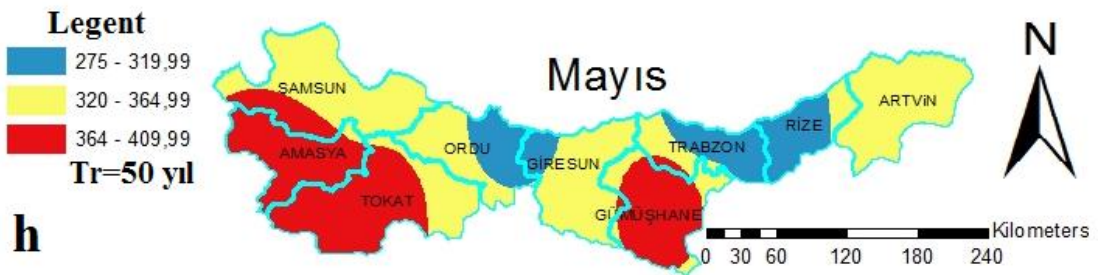 Legent
275 - 319,99
320 - 364,99
364 - 409,99
Tr=50 yıl
h
Mayıs
N
SAMSUN
AMASYA
TOKAT
ORDU
GİRESUN
GÜMÜŞHANE
TRABZON
RİZE
ARTVİN
Kilometers
0 30 60 120 180 240